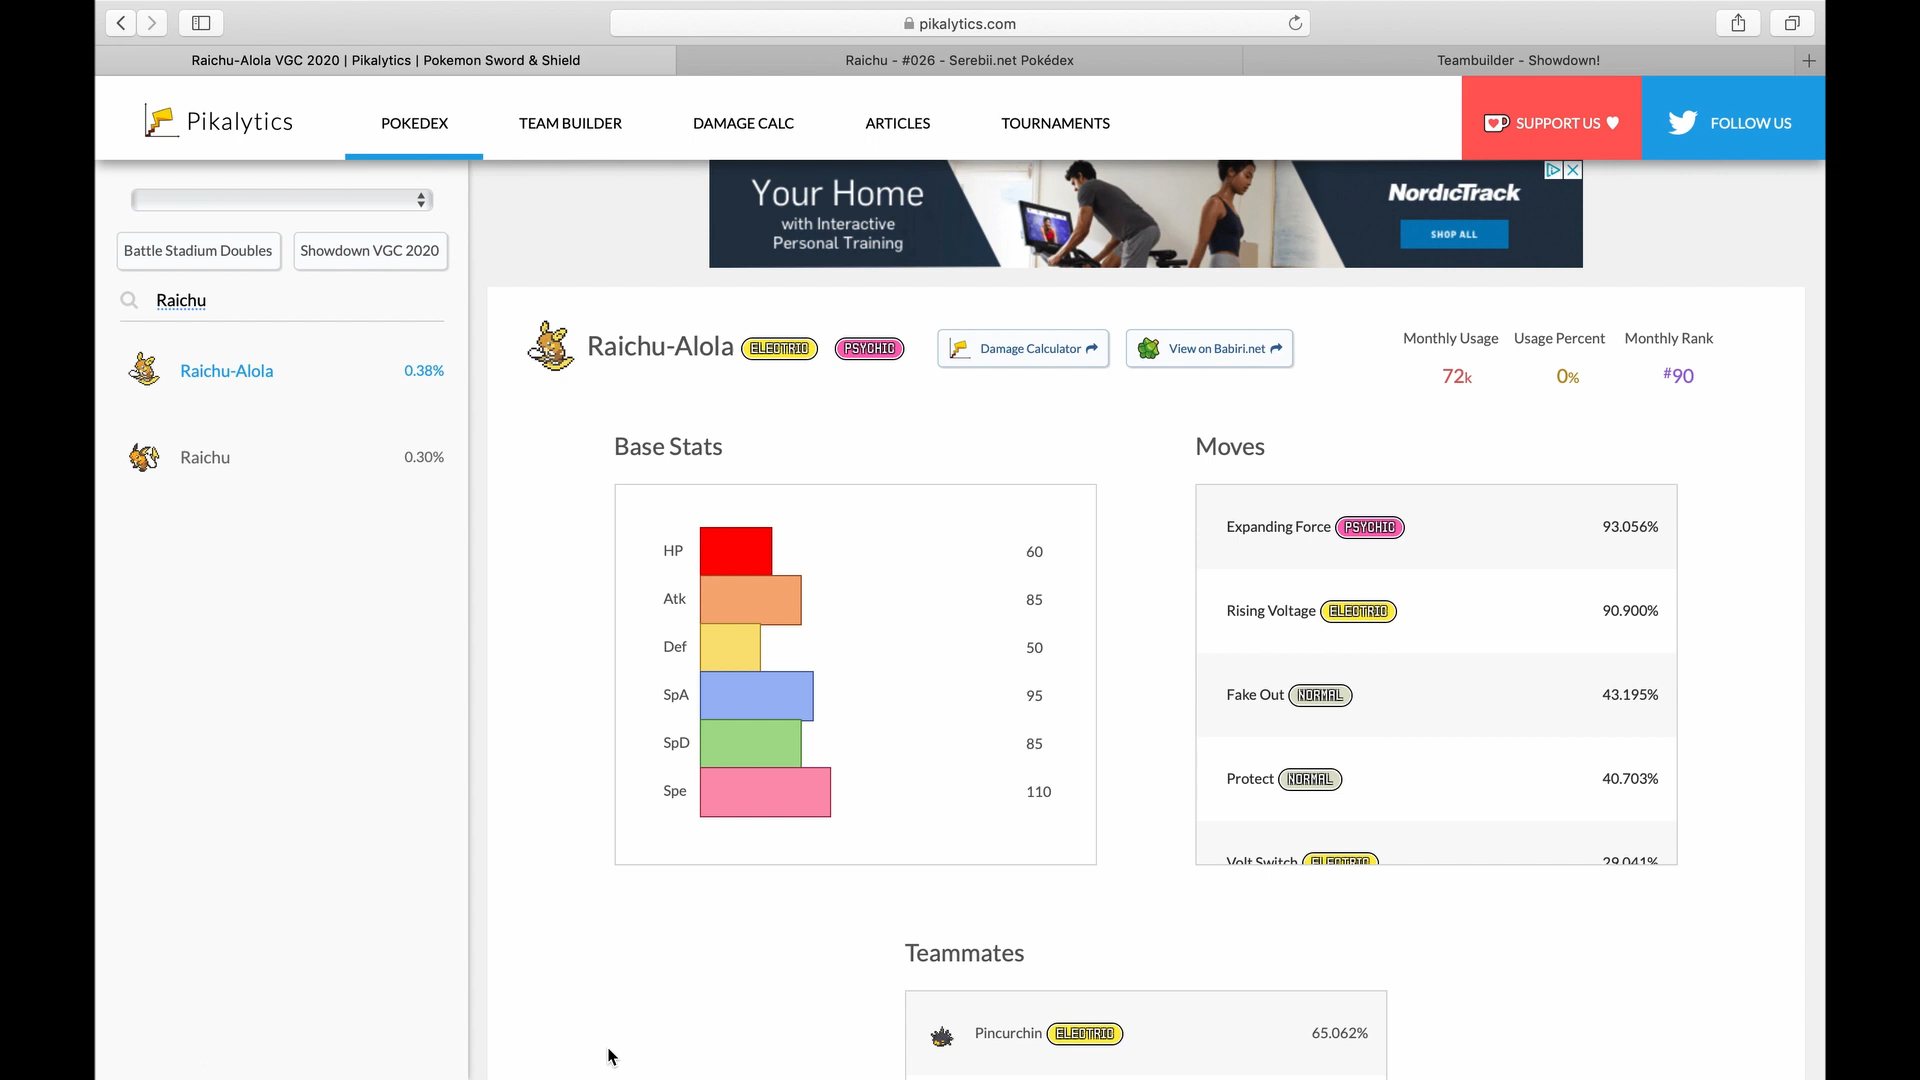 pikalytics.com
Raichu-Alola VGC 2020 | Pikalytics | Pokemon Sword & Shield
Raichu - #026 - Serebii.net Pokédex
Teambuilder - Showdown!
Pikalytics
POKEDEX
TEAM BUILDER
DAMAGE CALC
ARTICLES
TOURNAMENTS
SUPPORT US
FOLLOW US
Your Home
with Interactive
Personal Training
NordicTrack
SHOP ALL
Battle Stadium Doubles
Showdown VGC 2020
Raichu
Raichu-Alola 0.38%
Raichu 0.30%
Raichu-Alola ELECTRIC PSYCHIC
Damage Calculator
View on Babiri.net
Monthly Usage Usage Percent Monthly Rank
72k 0% #90
Base Stats
HP 60
Atk 85
Def 50
SpA 95
SpD 85
Spe 110
Moves
Expanding Force PSYCHIC 93.056%
Rising Voltage ELECTRIC 90.900%
Fake Out NORMAL 43.195%
Protect NORMAL 40.703%
Volt Switch ELECTRIC 29.041%
Teammates
Pincurchin ELECTRIC 65.062%